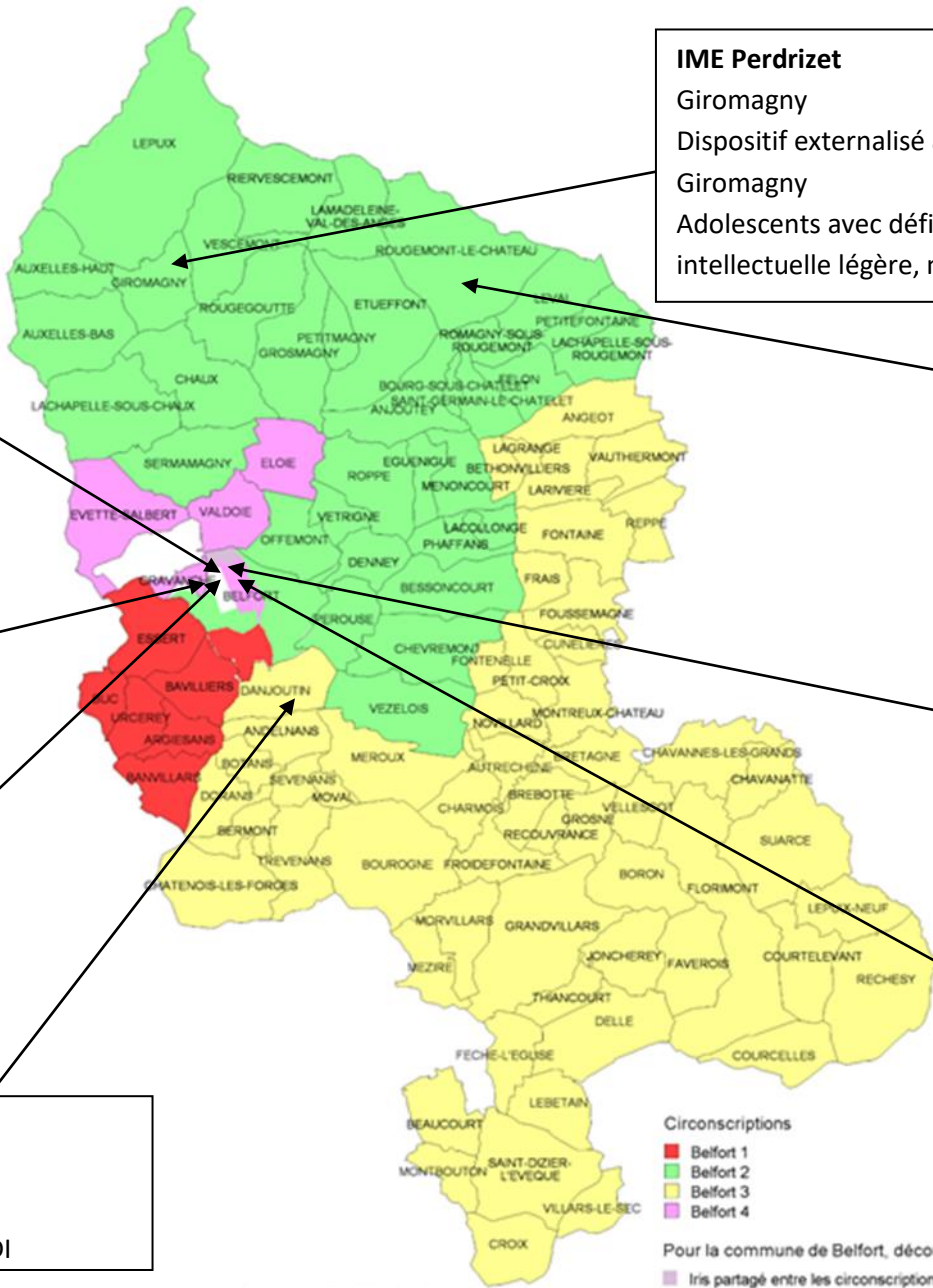 IME Perdrizet
Giromagny
Dispositif externalisé
Giromagny
Adolescents avec défi
intellectuelle légère,
LEPUIX
RIERVESCEMONT
LAMADELEINE-
VAL-DES-ANGES
VESCEMONT
ROUGEMONT-LE-CHATEAU
AUXELLES-HAUT
GIROMAGNY
LEVAL
ETUEFFONT
ROUGEGOUTTE
PETITEFONTAINE
AUXELLES-BAS
PETITMAGNY
ROMAGNY-SOUS-
ROUGEMONT
LACHAPELLE-SOUS-
ROUGEMONT
GROSMAGNY
CHAUX
FELON
BOURG-SOUS-CHATELET
SAINT-GERMAIN-LE-CHATELET
LACHAPELLE-SOUS-CHAUX
ANJOUTEY
ANGEOT
LAGRANGE
VAUTHIERMONT
SERMAMAGNY
ELOIE
EGUENIGUE
BETHONVILLIERS
ROPPE
MENONCOURT
LARIVIERE
EVETTE-SALBERT
VALDOIE
VETRIGNE
REPPE
LACOLLONGE
OFFEMONT
FONTAINE
PHAFFANS
DENNEY
FRAIS
CRAVANCHE
BELFORT
BESSONCOURT
PEROUSE
FOUSSEMAGNE
ESSERT
CHEVREMONT
CUNELIERES
FONTENELLE
BAVILLIERS
DANJOUTIN
PETIT-CROIX
BUC
VEZELOIS
URCEREY
MONTREUX-CHATEAU
NOVILLARD
ANDELNANS
ARGIESANS
MEROUX
BRETAGNE
CHAVANNES-LES-GRANDS
BOTANS
AUTRECHENE
BANVILLARS
SEVENANS
CHAVANATTE
DORANS
MOVAL
BREBOTTE
CHARMOIS
VELLESCOT
GROSNE
BERMONT
RECOUVRANCE
SUARCE
TREVENANS
BOUROGNE
FROIDEFONTAINE
BORON
CHATENOIS-LES-FORGES
FLORIMONT
LEPUIX-NEUF
MORVILLARS
GRANDVILLARS
JONCHEREY
COURTELEVANT
MEZIRE
FAVEROIS
RECHESY
THIANCOURT
DELLE
FECHE-L'EGLISE
COURCELLES
LEBETAIN
BEAUCOURT
SAINT-DIZIER-
L'EVEQUE
MONTBOUTON
VILLARS-LE-SEC
CROIX
DI
Circonscriptions
Belfort 1
Belfort 2
Belfort 3
Belfort 4
Pour la commune de Belfort, déco
Iris partagé entre les circonscription